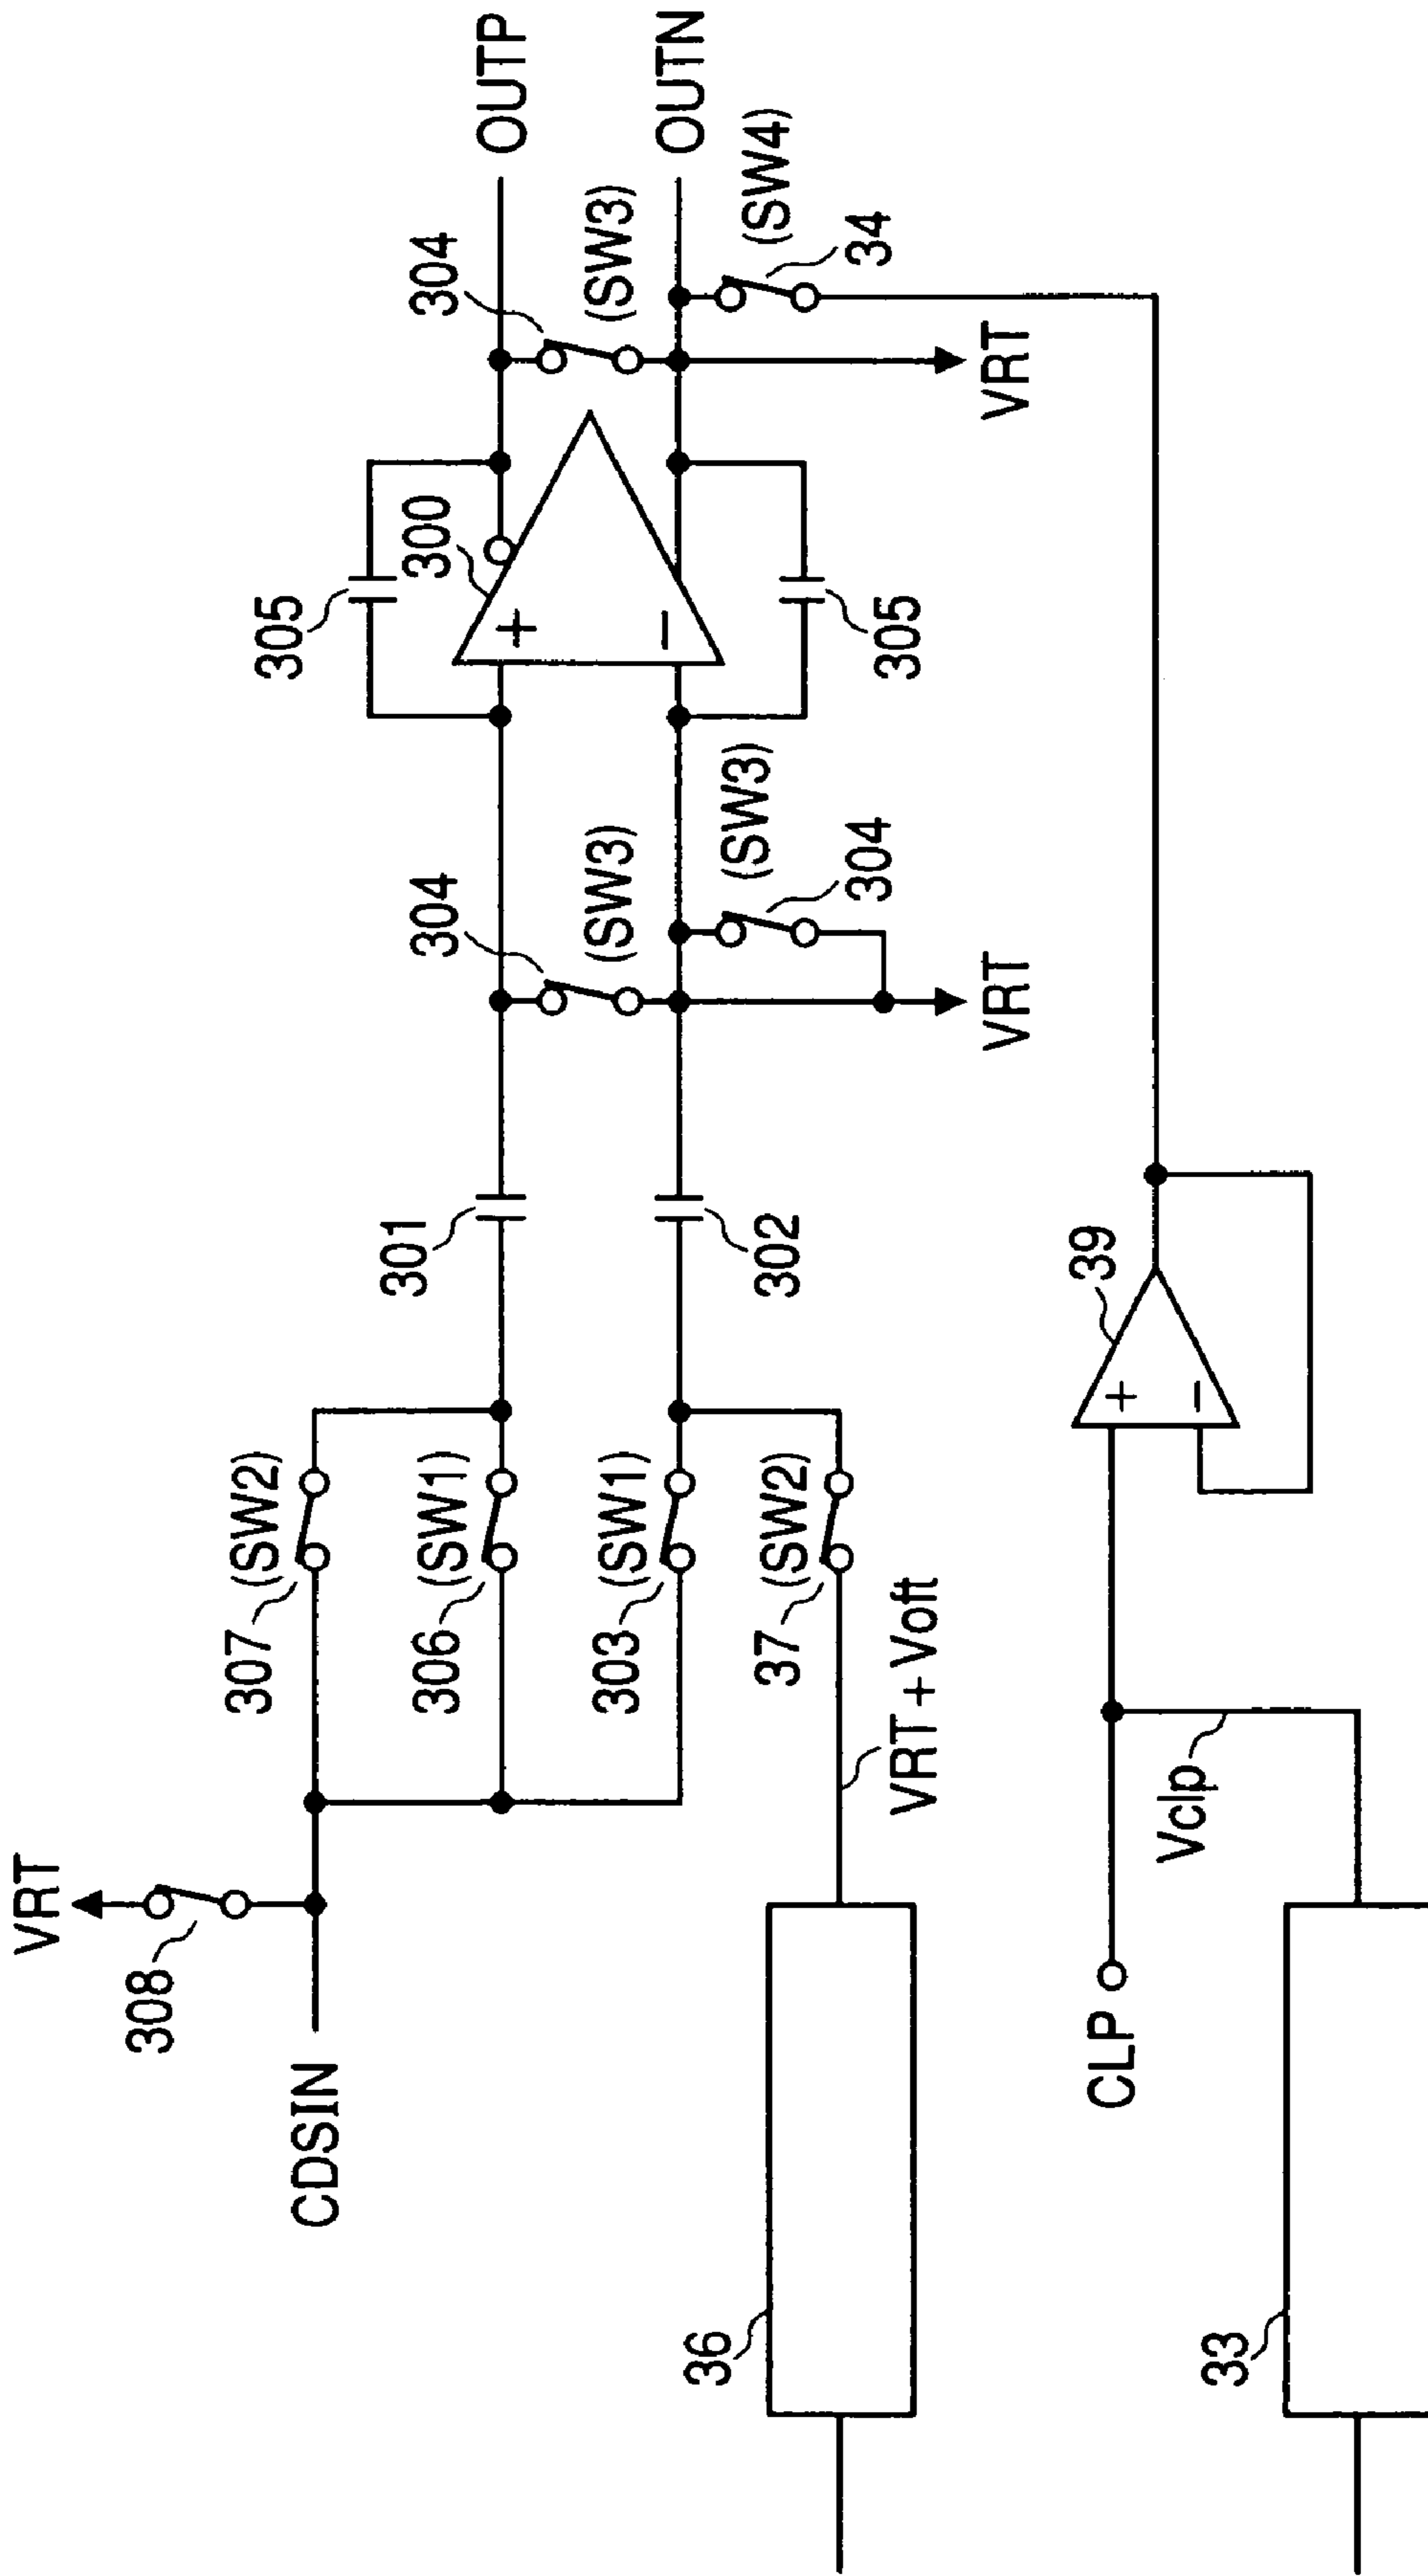 VRT
308
CDSIN
307
(SW2)
306
(SW1)
303
(SW1)
37
(SW2)
VRT + Voft
36
301
302
304
(SW3)
(SW3)
304
VRT
305
300
+
−
305
304
(SW3)
VRT
(SW4)
34
OUTP
OUTN
CLP
Vclp
39
+
−
33